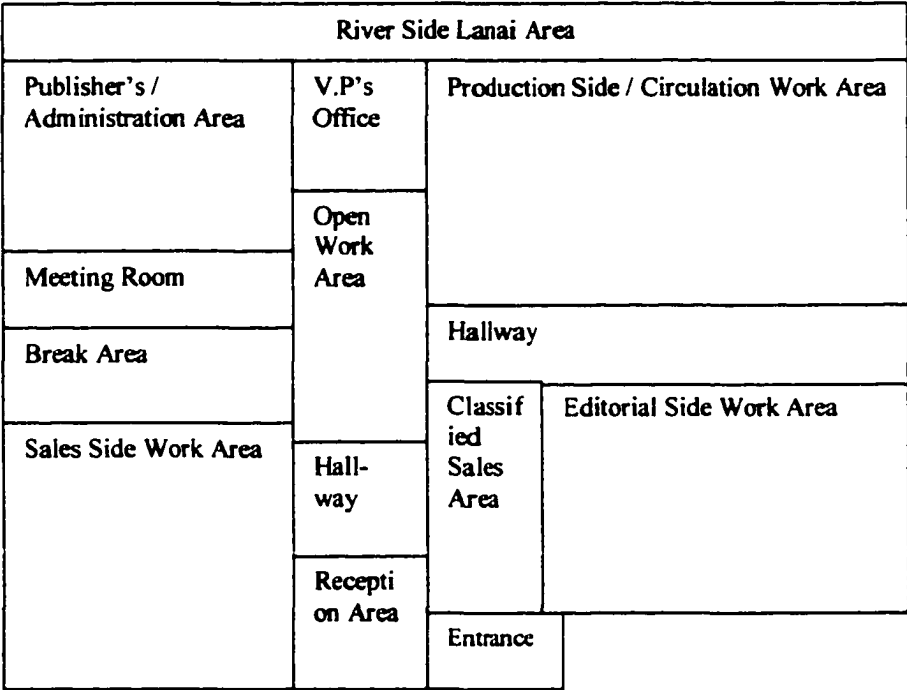 River Side Lanai Area
Publisher's /
Administration Area
V.P's
Office
Production Side / Circulation Work Area
Open
Work
Area
Meeting Room
Hallway
Break Area
Classif
ied
Sales
Area
Editorial Side Work Area
Sales Side Work Area
Hall-
way
Recepti
on Area
Entrance